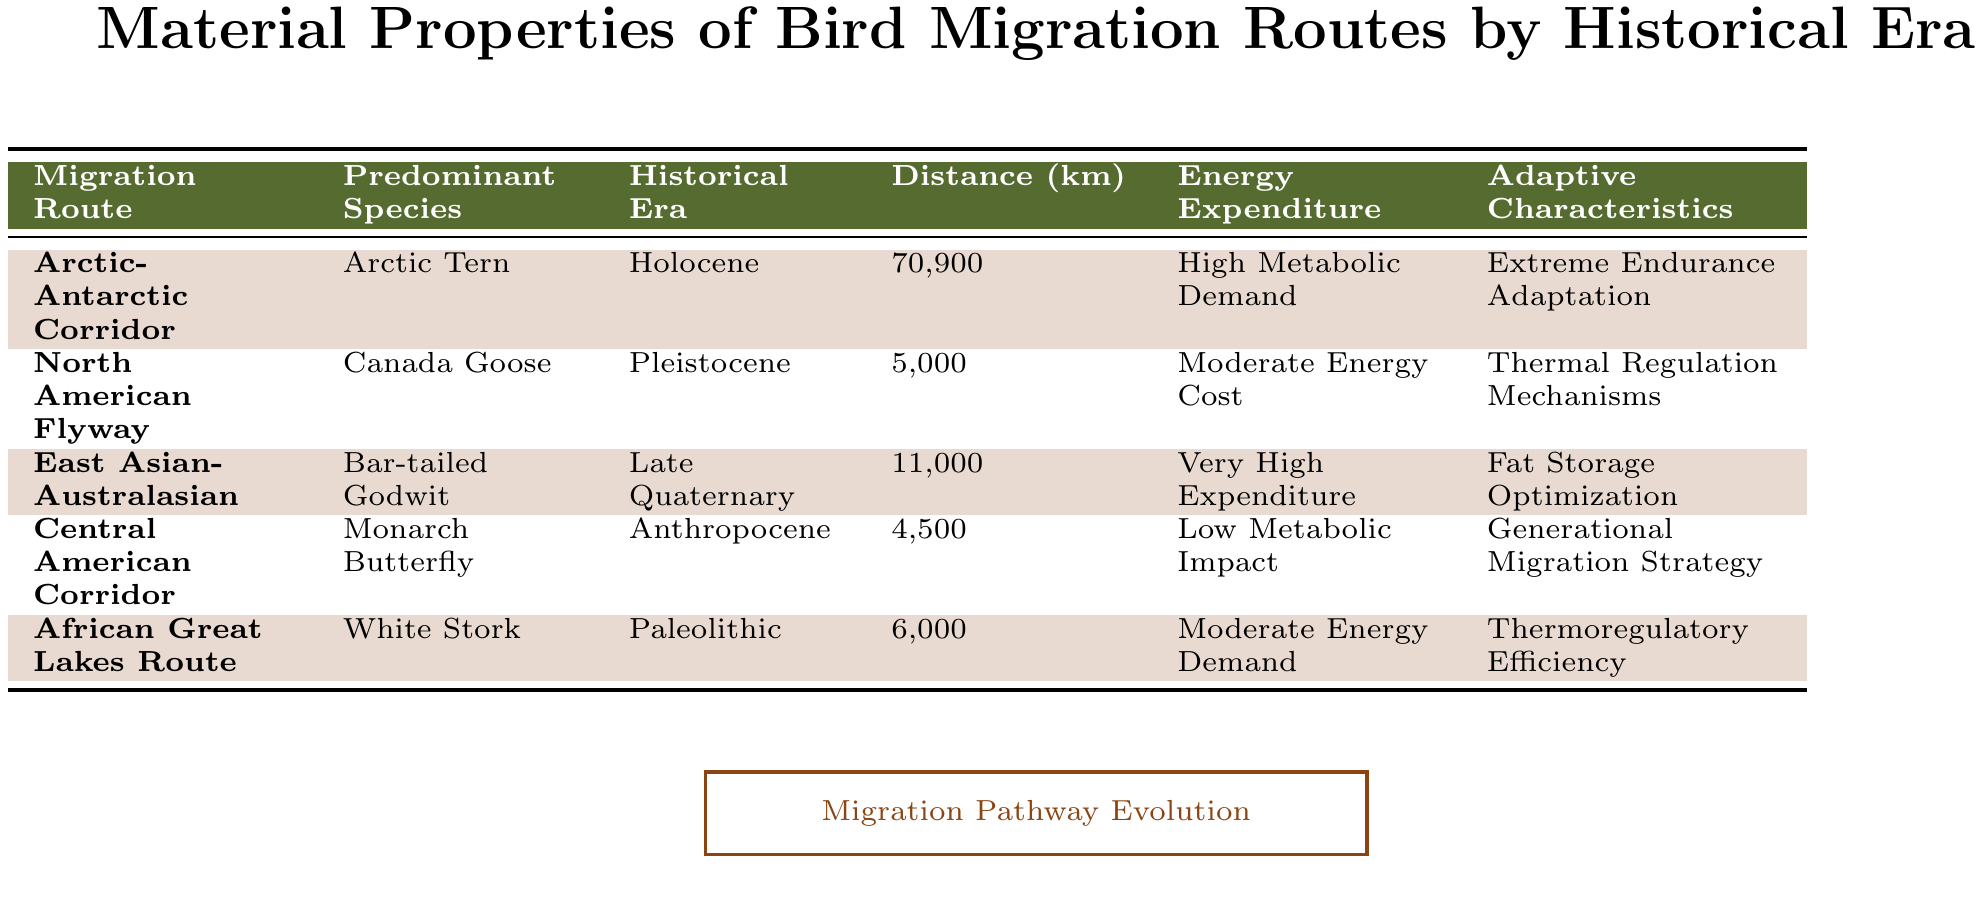 Material Properties of Bird Migration Routes by Historical Era
Migration Route | Predominant Species | Historical Era | Distance (km) | Energy Expenditure | Adaptive Characteristics
Arctic-Antarctic Corridor | Arctic Tern | Holocene | 70,900 | High Metabolic Demand | Extreme Endurance Adaptation
North American Flyway | Canada Goose | Pleistocene | 5,000 | Moderate Energy Cost | Thermal Regulation Mechanisms
East Asian-Australasian | Bar-tailed Godwit | Late Quaternary | 11,000 | Very High Expenditure | Fat Storage Optimization
Central American Corridor | Monarch Butterfly | Anthropocene | 4,500 | Low Metabolic Impact | Generational Migration Strategy
African Great Lakes Route | White Stork | Paleolithic | 6,000 | Moderate Energy Demand | Thermoregulatory Efficiency
Migration Pathway Evolution